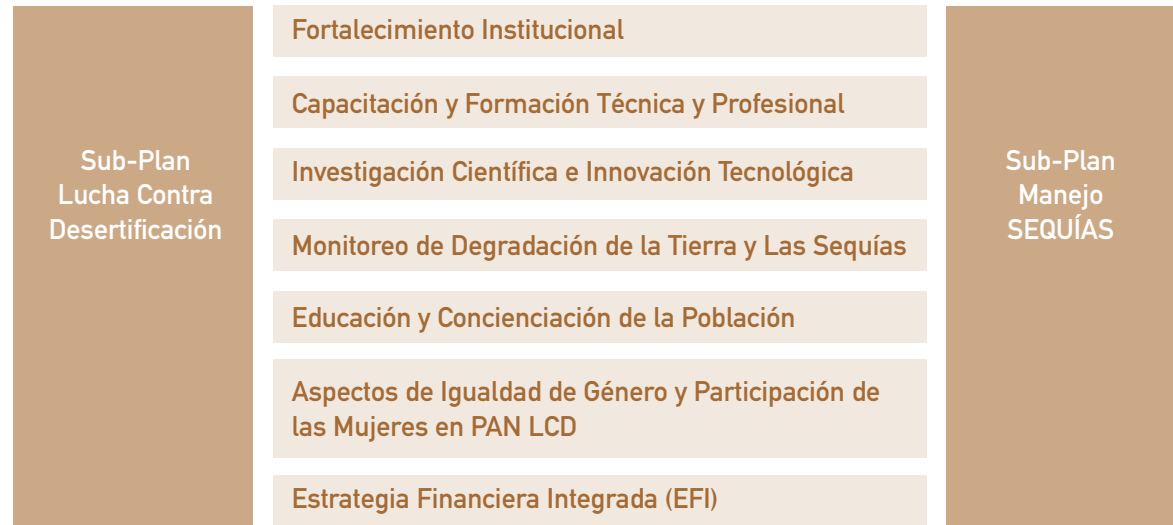 Sub-Plan
Lucha Contra
Desertificación
Fortalecimiento Institucional
Capacitación y Formación Técnica y Profesional
Investigación Científica e Innovación Tecnológica
Monitoreo de Degradación de la Tierra y Las Sequías
Educación y Concienciación de la Población
Aspectos de Igualdad de Género y Participación de
las Mujeres en PAN LCD
Estrategia Financiera Integrada (EFI)
Sub-Plan
Manejo
SEQUÍAS